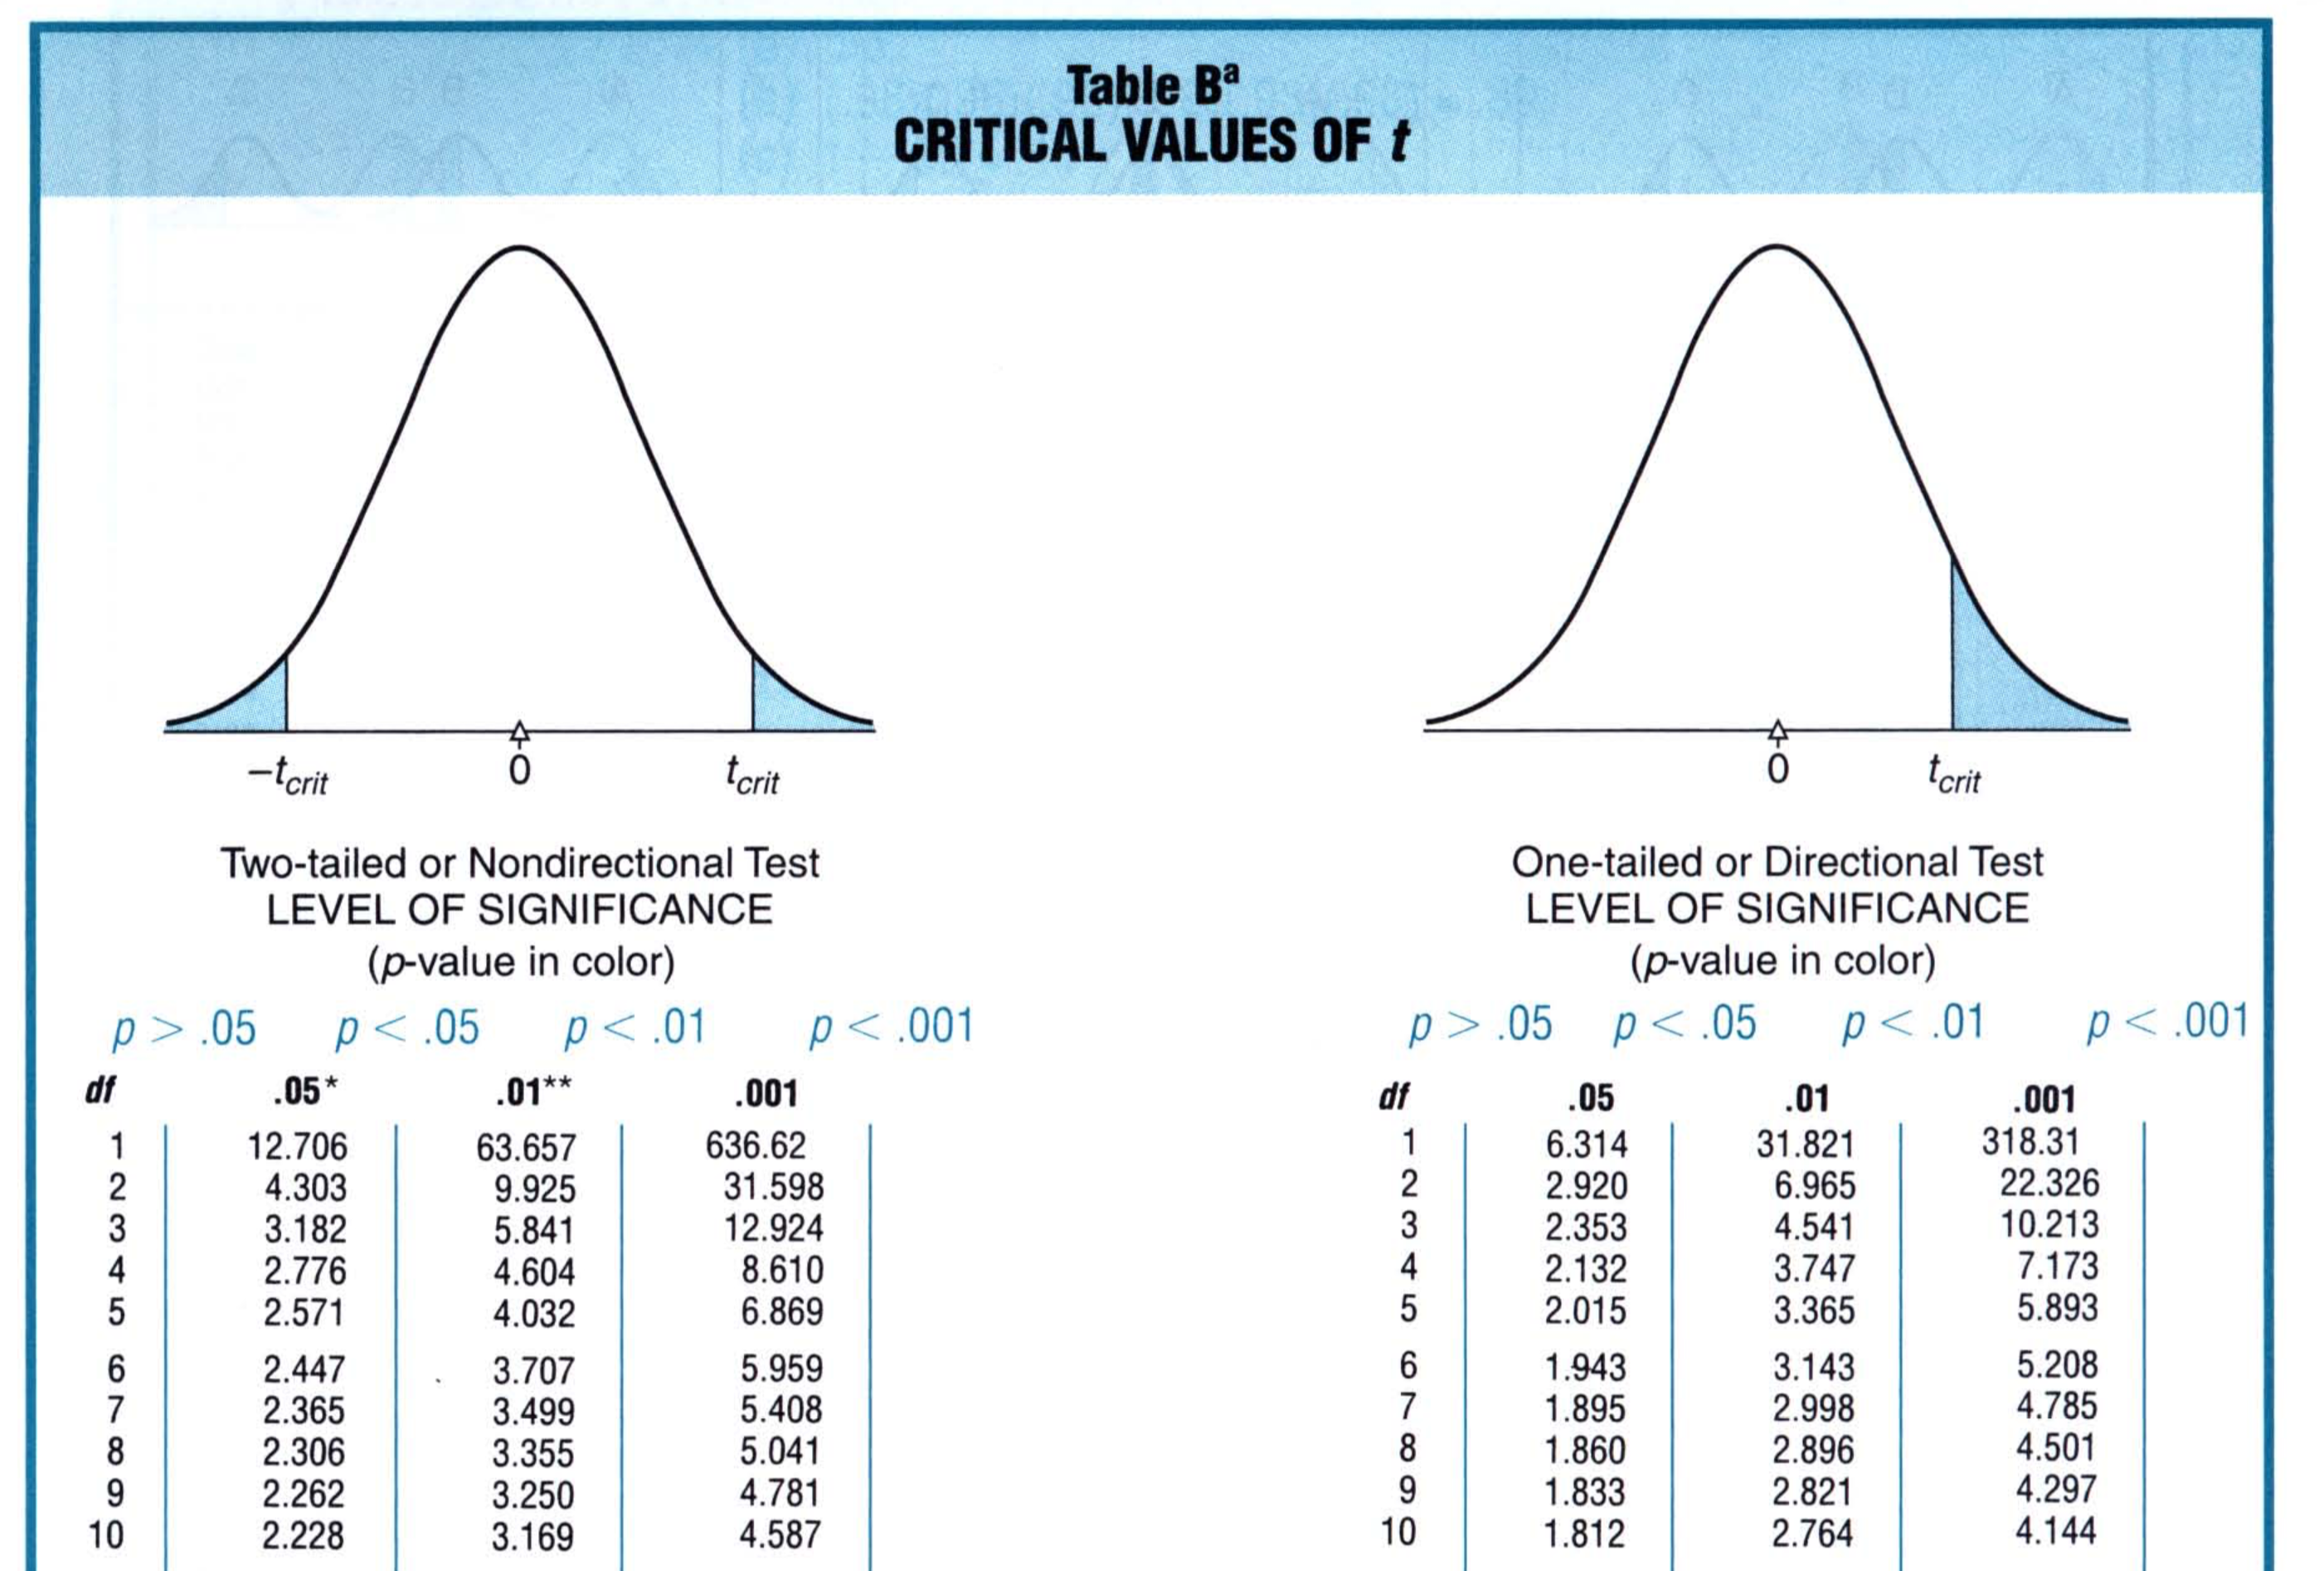 Table Bª
CRITICAL VALUES OF t
–tcrit 0 tcrit
Two-tailed or Nondirectional Test
LEVEL OF SIGNIFICANCE
(p-value in color)
p > .05 p < .05 p < .01 p < .001
df .05* .01** .001
1 12.706 63.657 636.62
2 4.303 9.925 31.598
3 3.182 5.841 12.924
4 2.776 4.604 8.610
5 2.571 4.032 6.869
6 2.447 3.707 5.959
7 2.365 3.499 5.408
8 2.306 3.355 5.041
9 2.262 3.250 4.781
10 2.228 3.169 4.587
0 tcrit
One-tailed or Directional Test
LEVEL OF SIGNIFICANCE
(p-value in color)
p > .05 p < .05 p < .01 p < .001
df .05 .01 .001
1 6.314 31.821 318.31
2 2.920 6.965 22.326
3 2.353 4.541 10.213
4 2.132 3.747 7.173
5 2.015 3.365 5.893
6 1.943 3.143 5.208
7 1.895 2.998 4.785
8 1.860 2.896 4.501
9 1.833 2.821 4.297
10 1.812 2.764 4.144